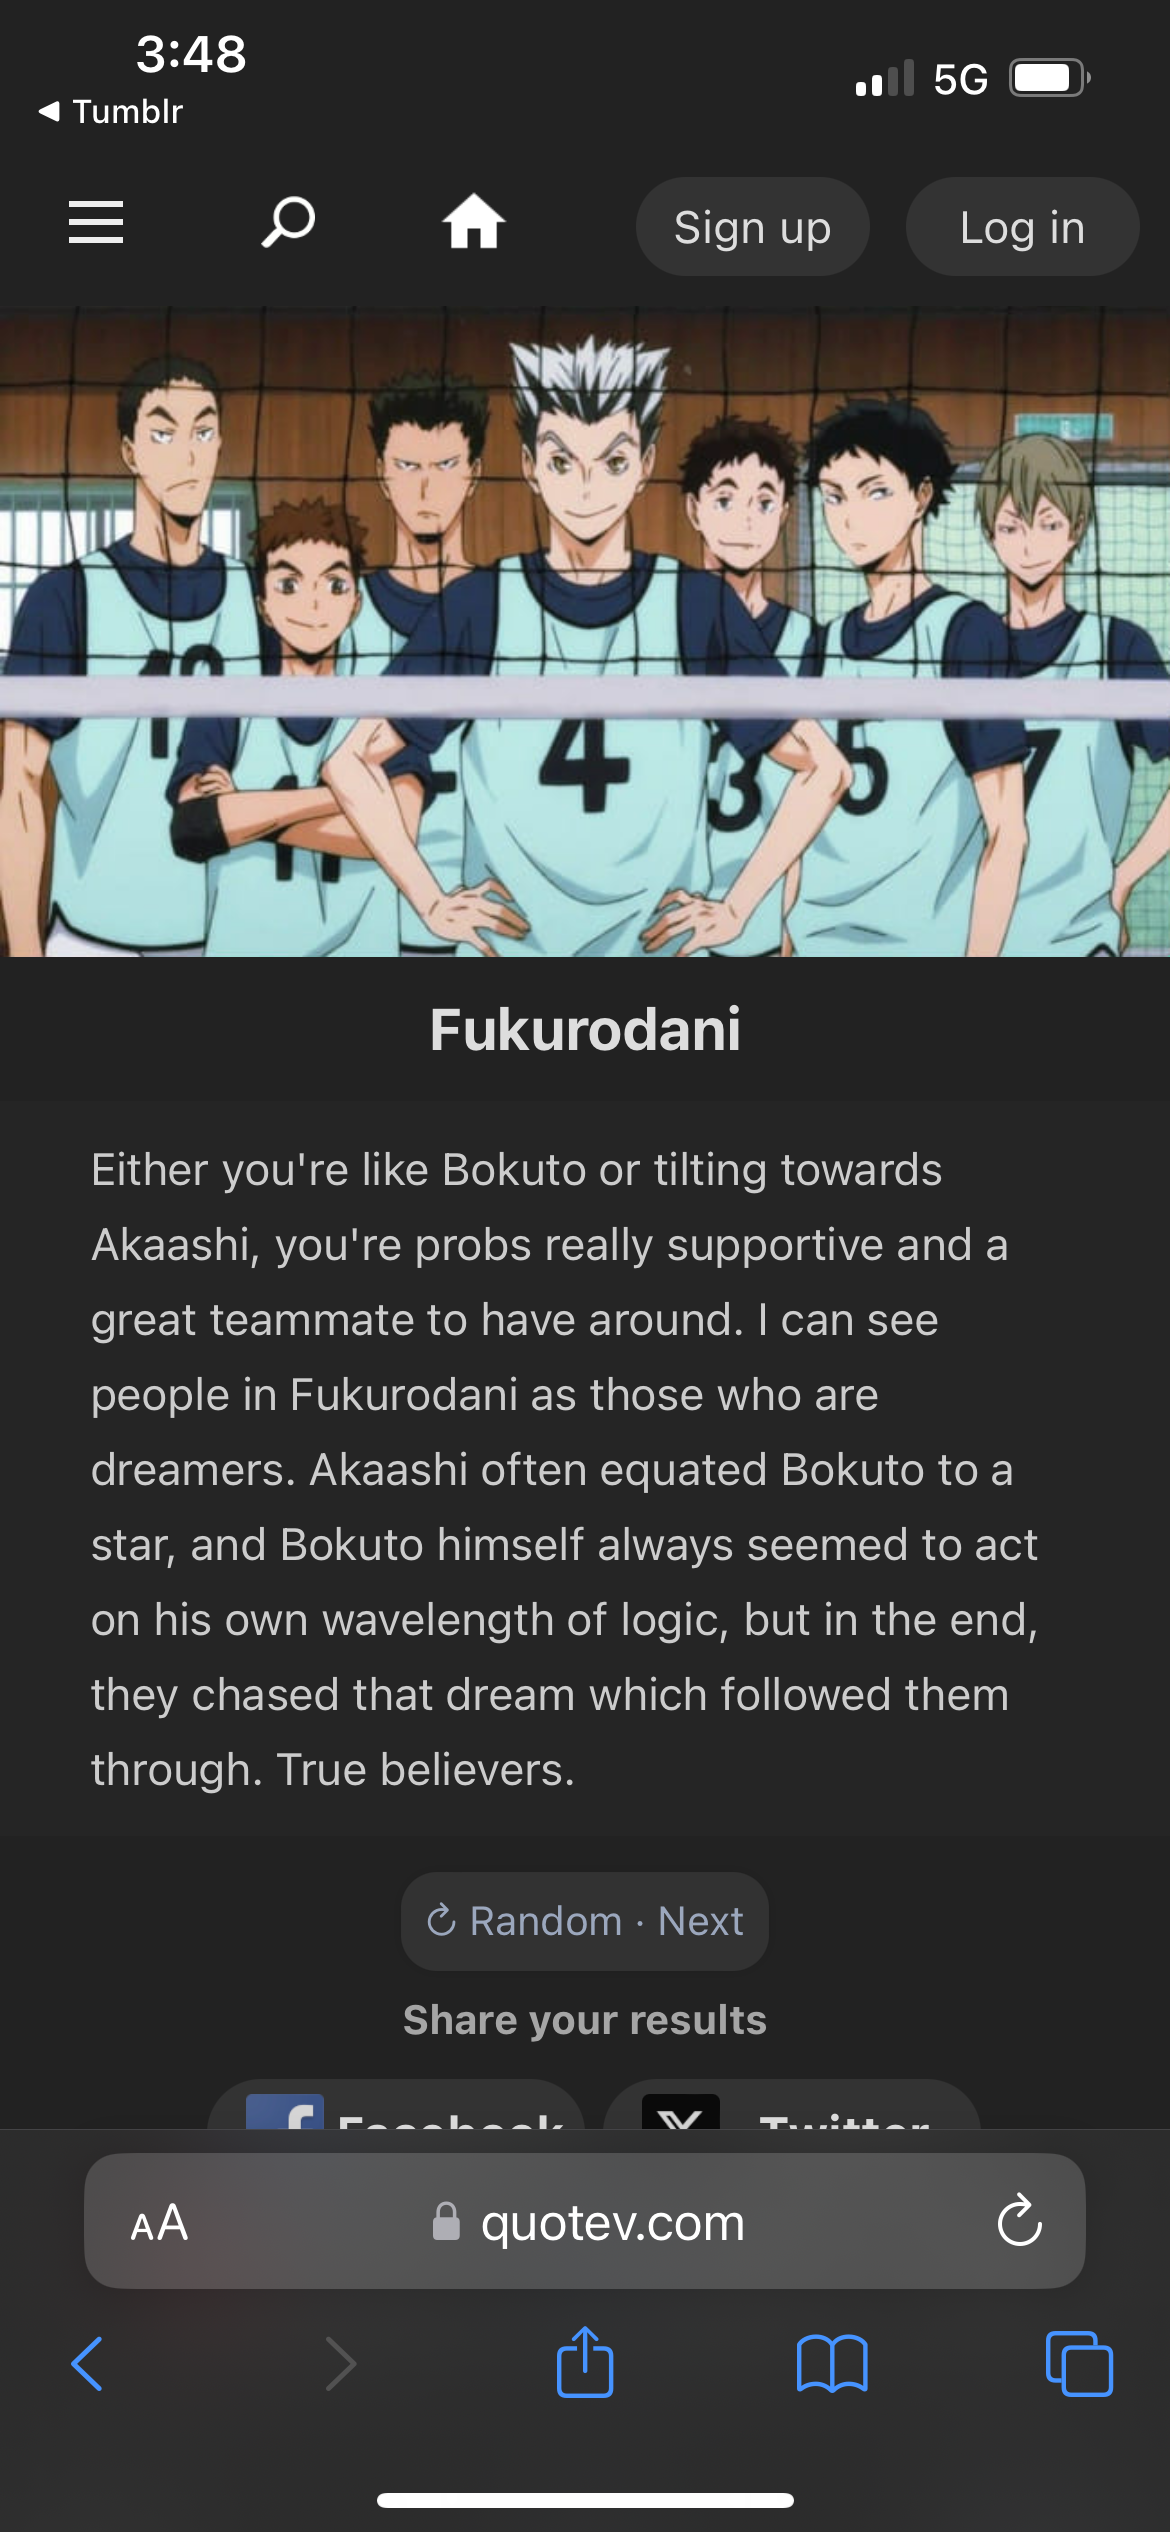 3:48
5G
Tumblr
Sign up
Log in
10
11
4
3
5
7
Fukurodani
Either you're like Bokuto or tilting towards
Akaashi, you're probs really supportive and a
great teammate to have around. I can see
people in Fukurodani as those who are
dreamers. Akaashi often equated Bokuto to a
star, and Bokuto himself always seemed to act
on his own wavelength of logic, but in the end,
they chased that dream which followed them
through. True believers.
Random · Next
Share your results
Facebook
Twitter
AA
quotev.com